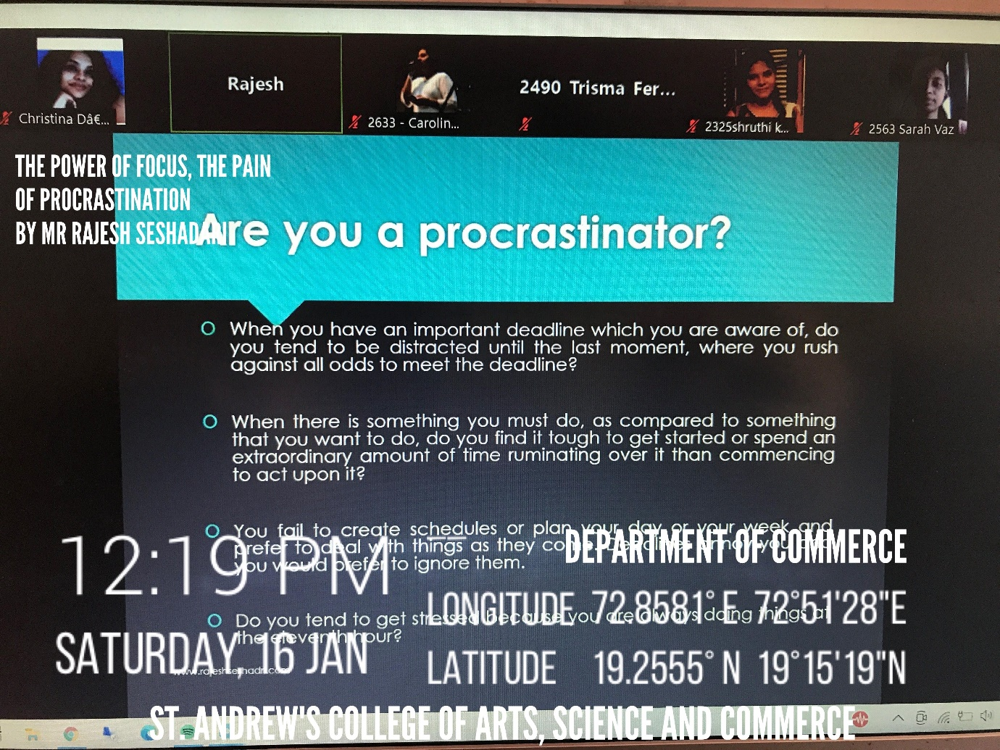 Christina Dâ€...
Rajesh
2633 - Carolin...
2490 Trisma Fer...
2325shruthi k...
2563 Sarah Vaz
THE POWER OF FOCUS, THE PAIN
OF PROCRASTINATION
BY MR RAJESH SESHADRI
Are you a procrastinator?
When you have an important deadline which you are aware of, do
you tend to be distracted until the last moment, where you rush
against all odds to meet the deadline?
When there is something you must do, as compared to something
that you want to do, do you find it tough to get started or spend an
extraordinary amount of time ruminating over it than commencing
to act upon it?
You fail to create schedules or plan your day or your week and
prefer to deal with things as they come. Deadlines annoy you and
you would prefer to ignore them.
Do you tend to get stressed because you are always doing things at
the eleventh hour?
www.rajeshseshadri.com
12:19 PM
SATURDAY, 16 JAN
DEPARTMENT OF COMMERCE
LONGITUDE 72.8581° E 72°51'28"E
LATITUDE 19.2555° N 19°15'19"N
ST. ANDREW'S COLLEGE OF ARTS, SCIENCE AND COMMERCE